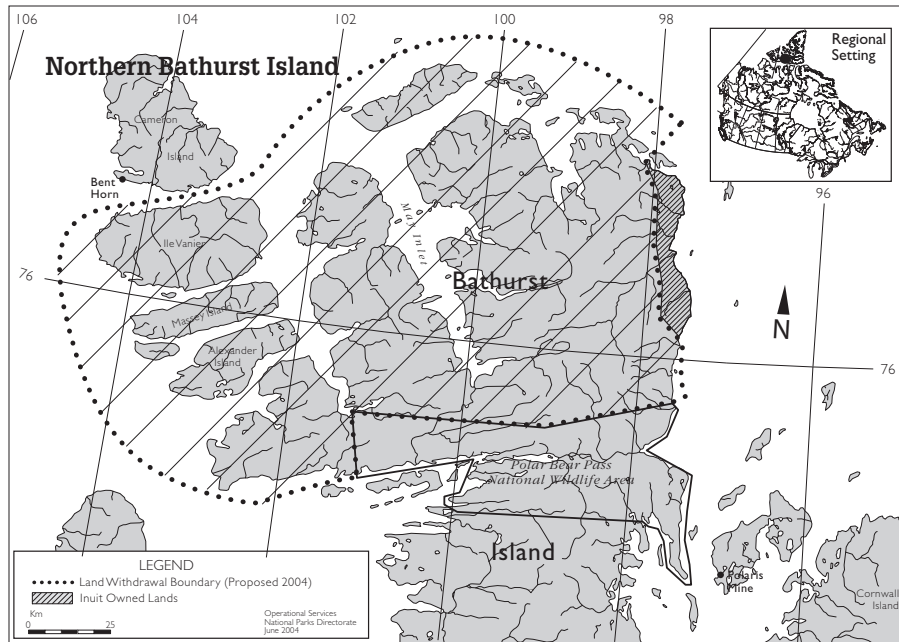 106
104
102
100
98
Northern Bathurst Island
Regional
Setting
Cameron
Island
Bent
Horn
96
Ile Vanier
May Inlet
76
Bathurst
Massey Island
N
Alexander
Island
76
Polar Bear Pass
National Wildlife Area
Island
LEGEND
Land Withdrawal Boundary (Proposed 2004)
Inuit Owned Lands
Km
0
25
Operational Services
National Parks Directorate
June 2004
Polaris
Mine
Cornwall
Island